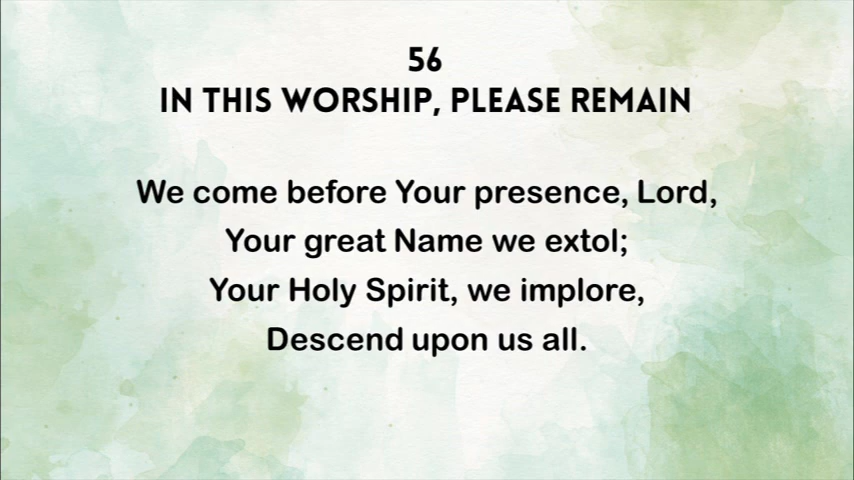 56
IN THIS WORSHIP, PLEASE REMAIN
We come before Your presence, Lord,
Your great Name we extol;
Your Holy Spirit, we implore,
Descend upon us all.